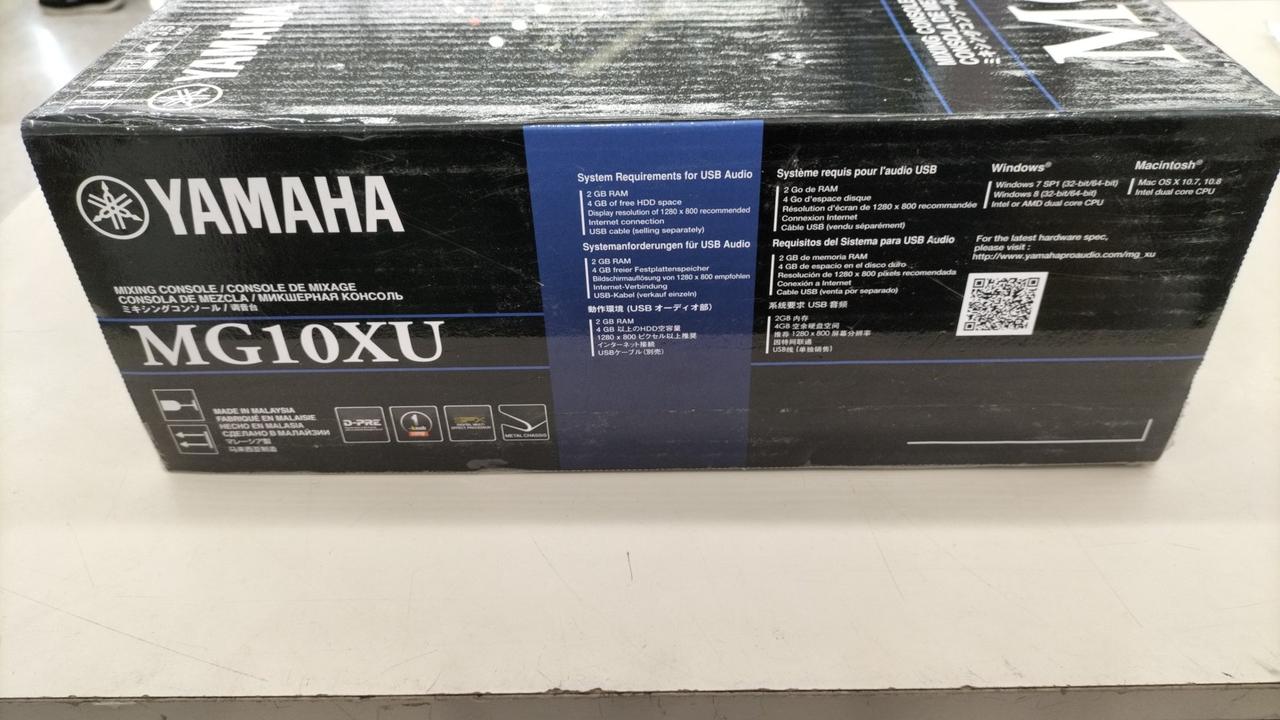 YAMAHA
YAMAHA
MIXING CONSOLE / CONSOLE DE MIXAGE
CONSOLA DE MEZCLA / МИКШЕРНАЯ КОНСОЛЬ
ミキシングコンソール / 调音台
MG10XU
MADE IN MALAYSIA
FABRIQUÉ EN MALAISIE
HECHO EN MALASIA
СДЕЛАНО В МАЛАЙЗИИ
マレーシア製
马来西亚制造
D-PRE
METAL CHASSIS
System Requirements for USB Audio
2 GB RAM
4 GB of free HDD space
Display resolution of 1280 x 800 recommended
Internet connection
USB cable (selling separately)
Systemanforderungen für USB Audio
2 GB RAM
4 GB freier Festplattenspeicher
Bildschirmauflösung von 1280 x 800 empfohlen
Internet-Verbindung
USB-Kabel (verkauf einzeln)
動作環境 (USB オーディオ部)
2 GB RAM
4 GB 以上のHDD空容量
1280 x 800 ピクセル以上推奨
インターネット接続
USBケーブル (別売)
Système requis pour l'audio USB
2 Go de RAM
4 Go d'espace disque
Résolution d'écran de 1280 x 800 recommandée
Connexion Internet
Câble USB (vendu séparément)
Requisitos del Sistema para USB Audio
2 GB de memoria RAM
4 GB de espacio en el disco duro
Resolución de 1280 x 800 pixels recomendada
Conexión a Internet
Cable USB (venta por separado)
系統要求 USB 音頻
2GB 内存
4GB 空余硬盘空间
推荐 1280 x 800 屏幕分辨率
因特网联通
USB线 (单独销售)
Windows®
Windows 7 SP1 (32-bit/64-bit)
Windows 8 (32-bit/64-bit)
Intel or AMD dual core CPU
Macintosh®
Mac OS X 10.7, 10.8
Intel dual core CPU
For the latest hardware spec,
please visit :
http://www.yamahaproaudio.com/mg_xu